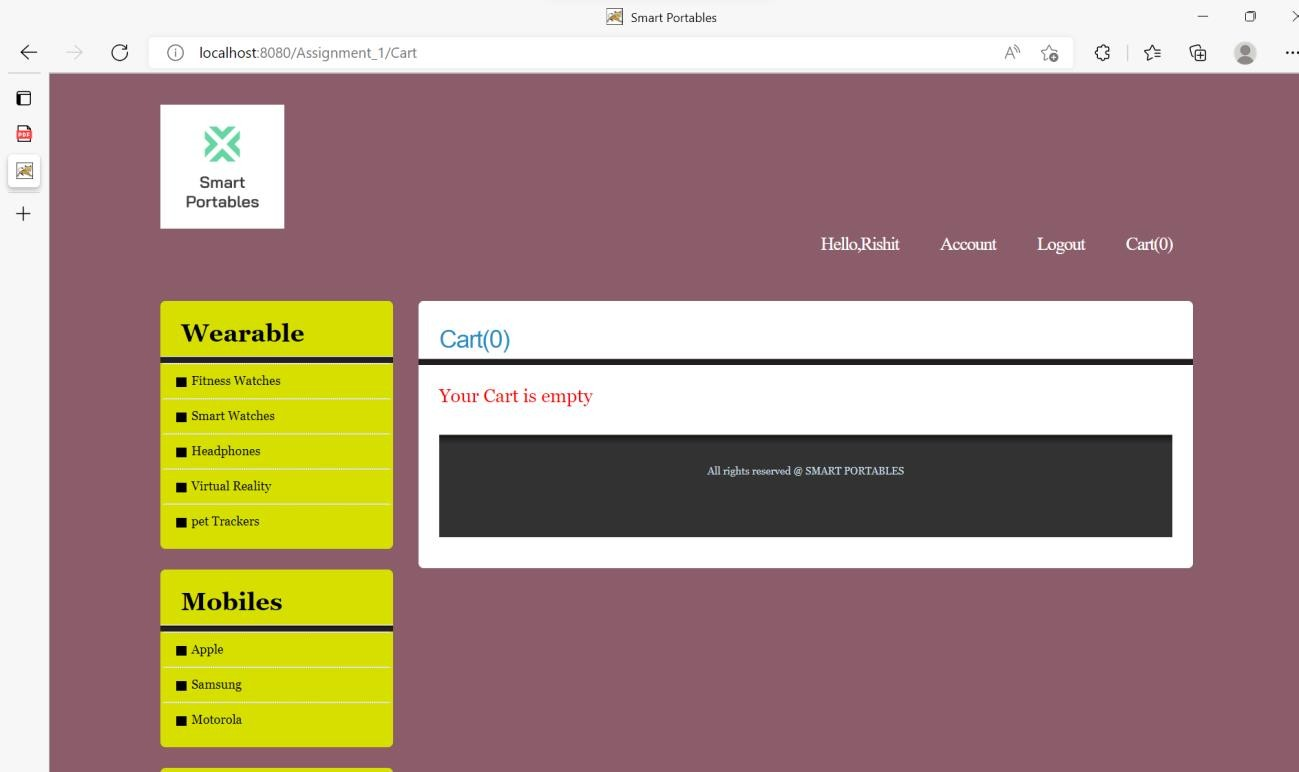 Smart Portables
localhost:8080/Assignment_1/Cart
PDF
Smart
Portables
Hello,Rishit Account Logout Cart(0)
Wearable
Fitness Watches
Smart Watches
Headphones
Virtual Reality
pet Trackers
Mobiles
Apple
Samsung
Motorola
Cart(0)
Your Cart is empty
All rights reserved @ SMART PORTABLES